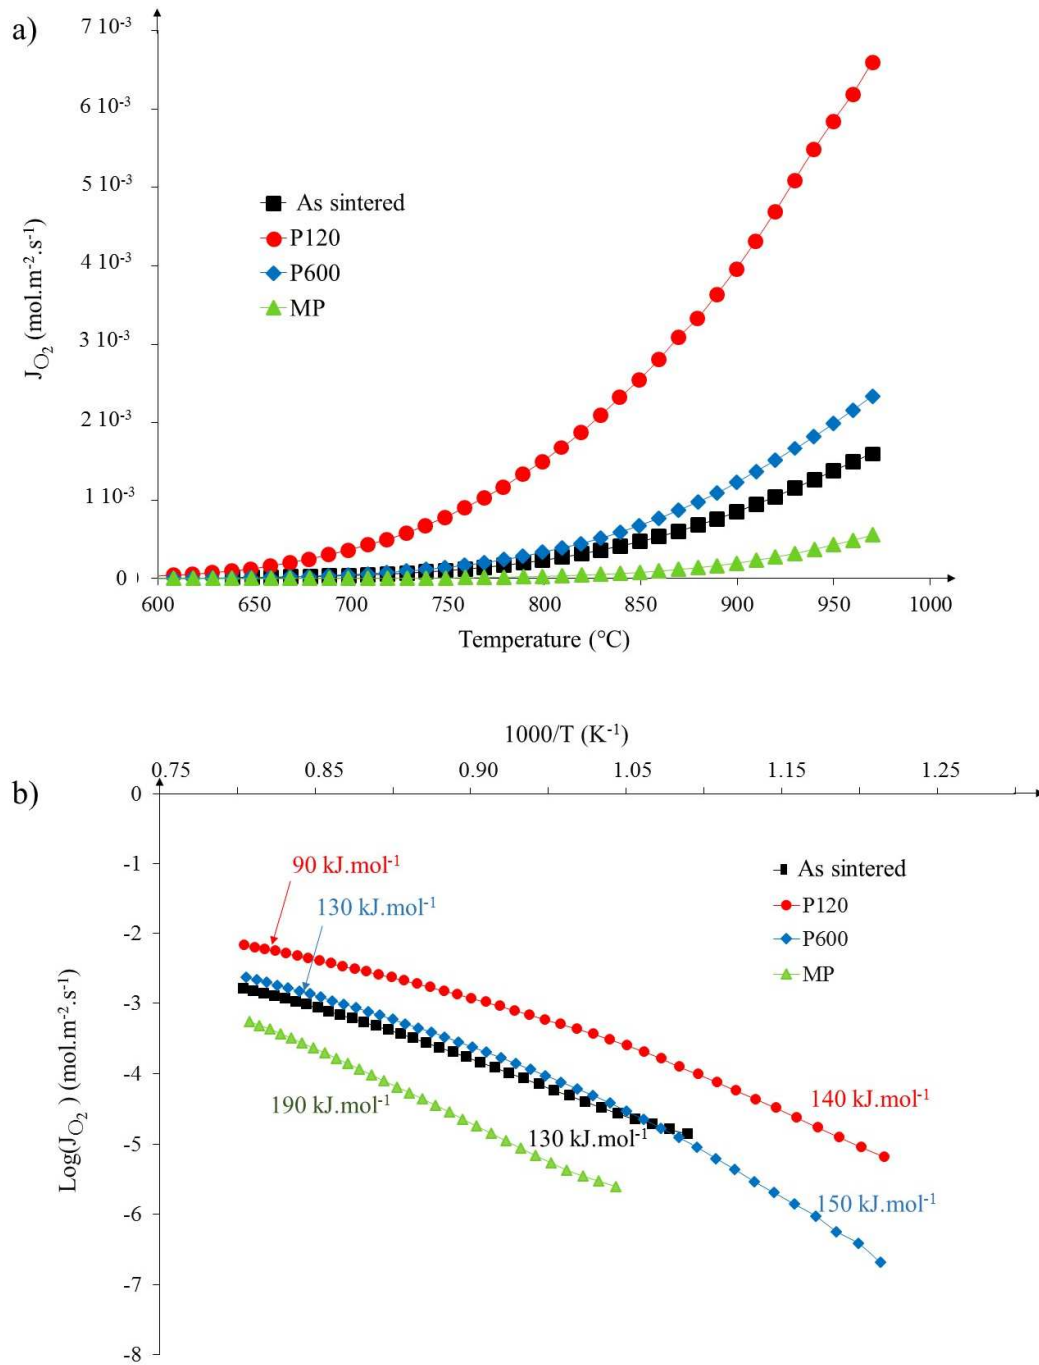 a)
7 10⁻³
6 10⁻³
5 10⁻³
4 10⁻³
3 10⁻³
2 10⁻³
1 10⁻³
0
J_O₂ (mol.m⁻².s⁻¹)
As sintered
P120
P600
MP
600 650 700 750 800 850 900 950 1000
Temperature (°C)
1000/T (K⁻¹)
b)
0.75 0.85 0.90 1.05 1.15 1.25
0
-1
-2
-3
-4
-5
-6
-7
-8
Log(J_O₂) (mol.m⁻².s⁻¹)
90 kJ.mol⁻¹
130 kJ.mol⁻¹
As sintered
P120
P600
MP
190 kJ.mol⁻¹
130 kJ.mol⁻¹
140 kJ.mol⁻¹
150 kJ.mol⁻¹